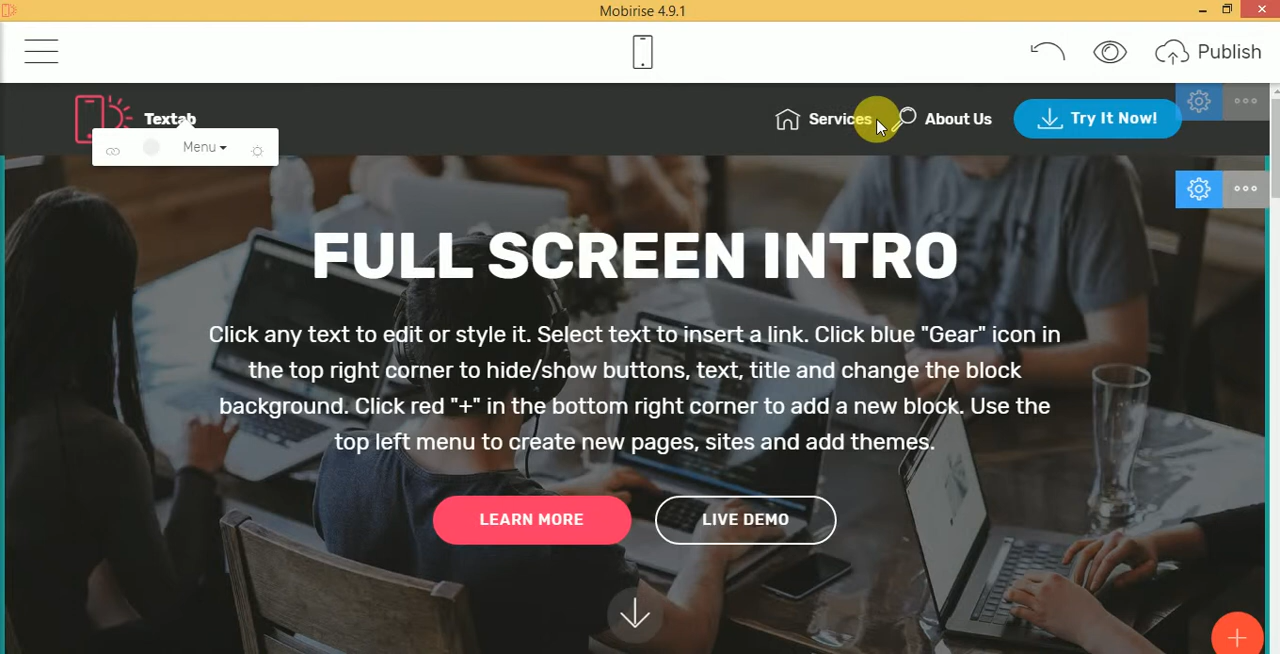 Mobirise 4.9.1
Publish
Textab
Services
About Us
Try It Now!
Menu
FULL SCREEN INTRO
Click any text to edit or style it. Select text to insert a link. Click blue "Gear" icon in
the top right corner to hide/show buttons, text, title and change the block
background. Click red "+" in the bottom right corner to add a new block. Use the
top left menu to create new pages, sites and add themes.
LEARN MORE
LIVE DEMO